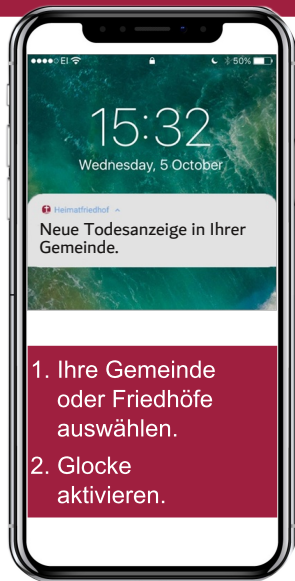 EI 50%
15:32
Wednesday, 5 October
Heimatfriedhof
Neue Todesanzeige in Ihrer
Gemeinde.
1. Ihre Gemeinde
oder Friedhöfe
auswählen.
2. Glocke
aktivieren.